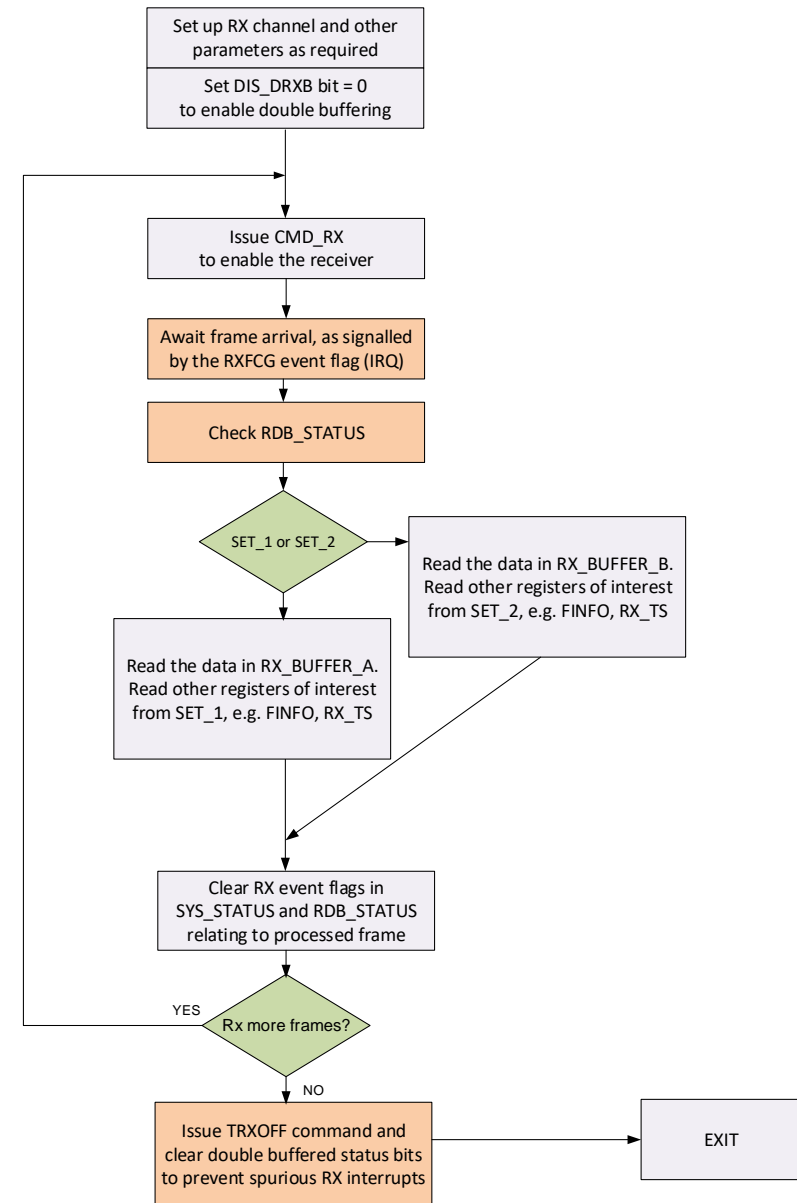 Set up RX channel and other
parameters as required
Set DIS_DRXB bit = 0
to enable double buffering
Issue CMD_RX
to enable the receiver
Await frame arrival, as signalled
by the RXFCG event flag (IRQ)
Check RDB_STATUS
SET_1 or SET_2
Read the data in RX_BUFFER_B.
Read other registers of interest
from SET_2, e.g. FINFO, RX_TS
Read the data in RX_BUFFER_A.
Read other registers of interest
from SET_1, e.g. FINFO, RX_TS
Clear RX event flags in
SYS_STATUS and RDB_STATUS
relating to processed frame
YES
Rx more frames?
NO
Issue TRXOFF command and
clear double buffered status bits
to prevent spurious RX interrupts
EXIT